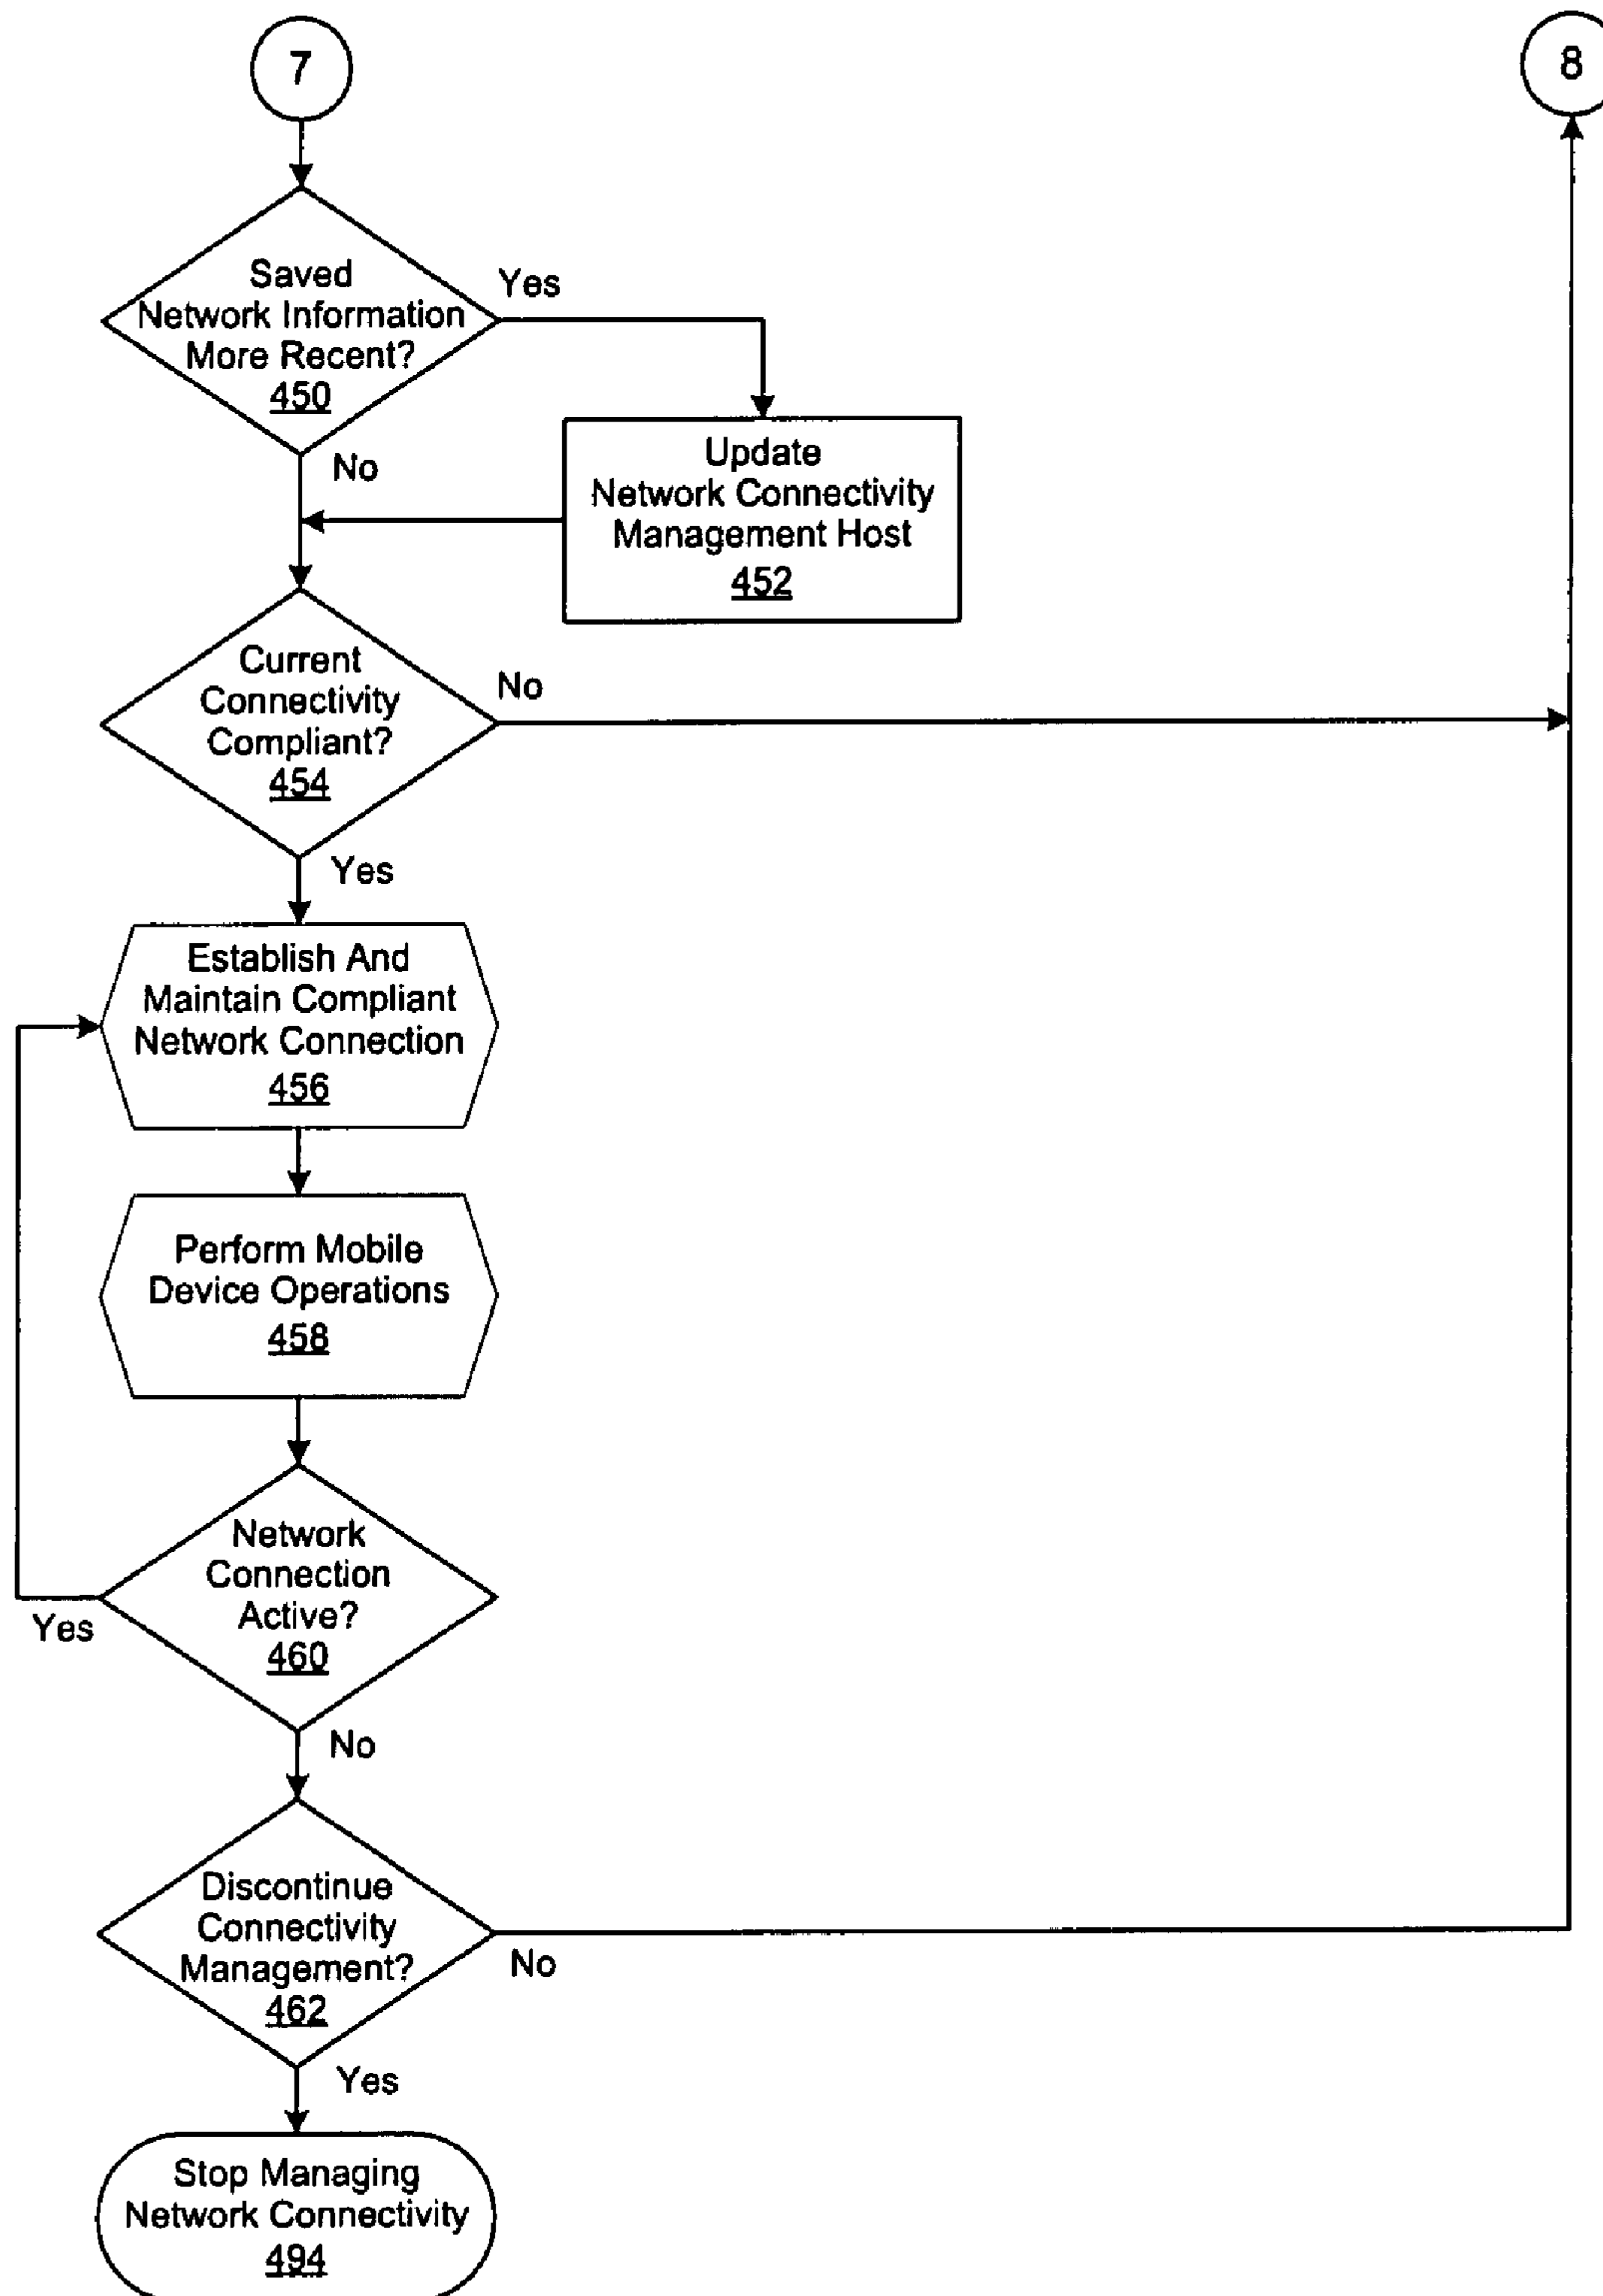 7
8
Saved
Network Information
More Recent?
450
Yes
No
Update
Network Connectivity
Management Host
452
Current
Connectivity
Compliant?
454
No
Yes
Establish And
Maintain Compliant
Network Connection
456
Perform Mobile
Device Operations
458
Network
Connection
Active?
460
Yes
No
Discontinue
Connectivity
Management?
462
No
Yes
Stop Managing
Network Connectivity
494